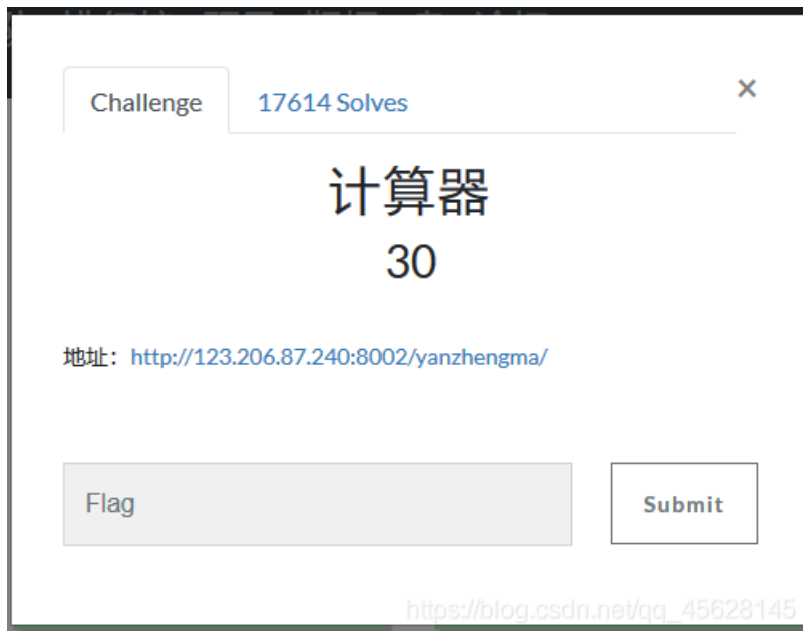 Challenge
17614 Solves
×
计算器
30
地址：http://123.206.87.240:8002/yanzhengma/
Flag
Submit
https://blog.csdn.net/qq_45628145